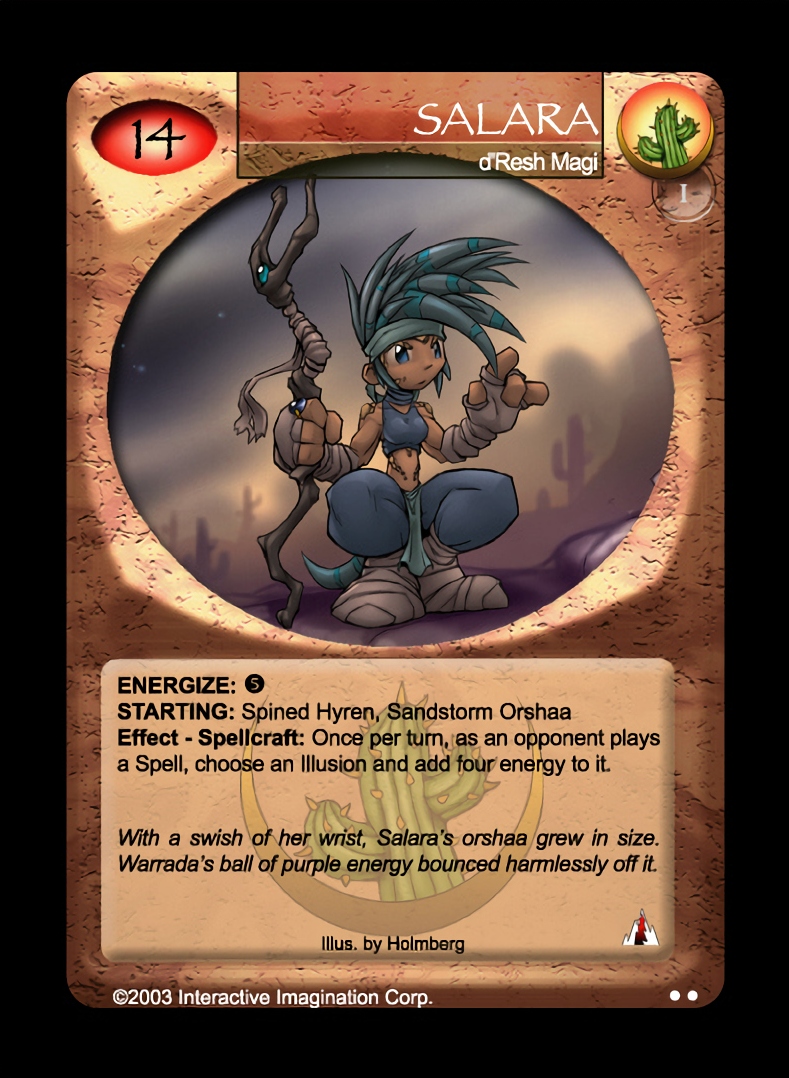 14
SALARA
d'Resh Magi
I
ENERGIZE: 5
STARTING: Spined Hyren, Sandstorm Orshaa
Effect - Spellcraft: Once per turn, as an opponent plays
a Spell, choose an Illusion and add four energy to it.
With a swish of her wrist, Salara's orshaa grew in size.
Warrada's ball of purple energy bounced harmlessly off it.
Illus. by Holmberg
©2003 Interactive Imagination Corp.